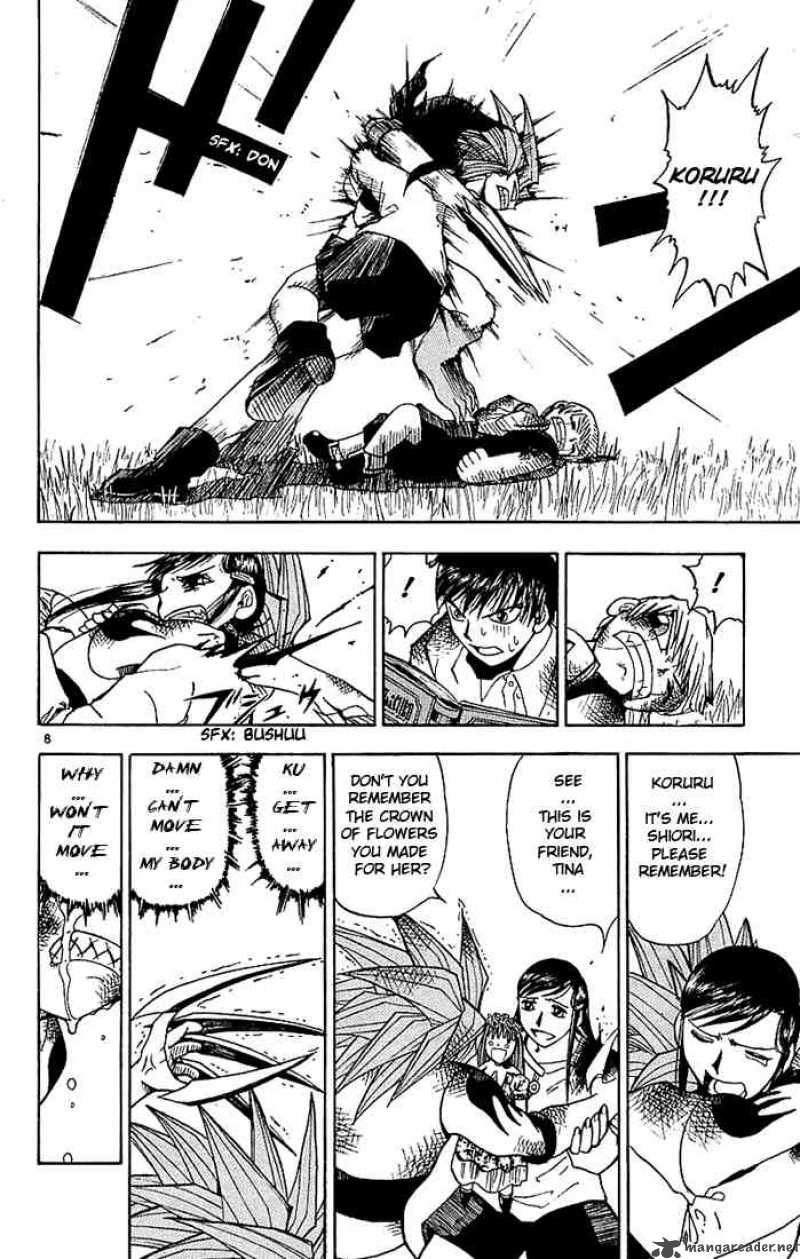 KORURU
!!!
SFX: DON
ド
!
!
!
SFX: BUSHUU
8
KORURU
...
IT'S ME...
SHIORI...
PLEASE
REMEMBER!
SEE
...
THIS IS
YOUR
FRIEND,
TINA
...
DON'T YOU
REMEMBER
THE CROWN
OF FLOWERS
YOU MADE
FOR HER?
KU
...
GET
...
AWAY
...
DAMN
...
CAN'T
MOVE
...
MY BODY
...
WHY
...
WON'T
IT
MOVE
...
mangareader.net